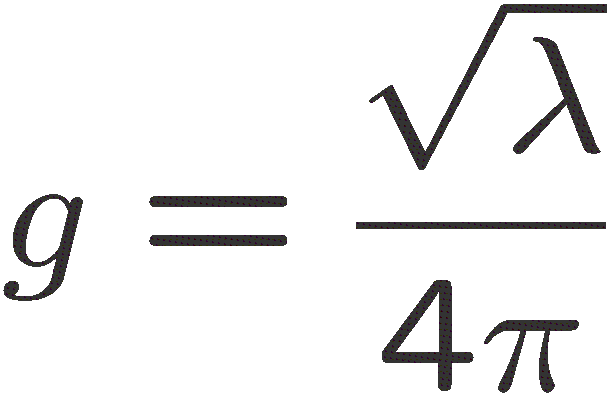 g = √λ / 4π